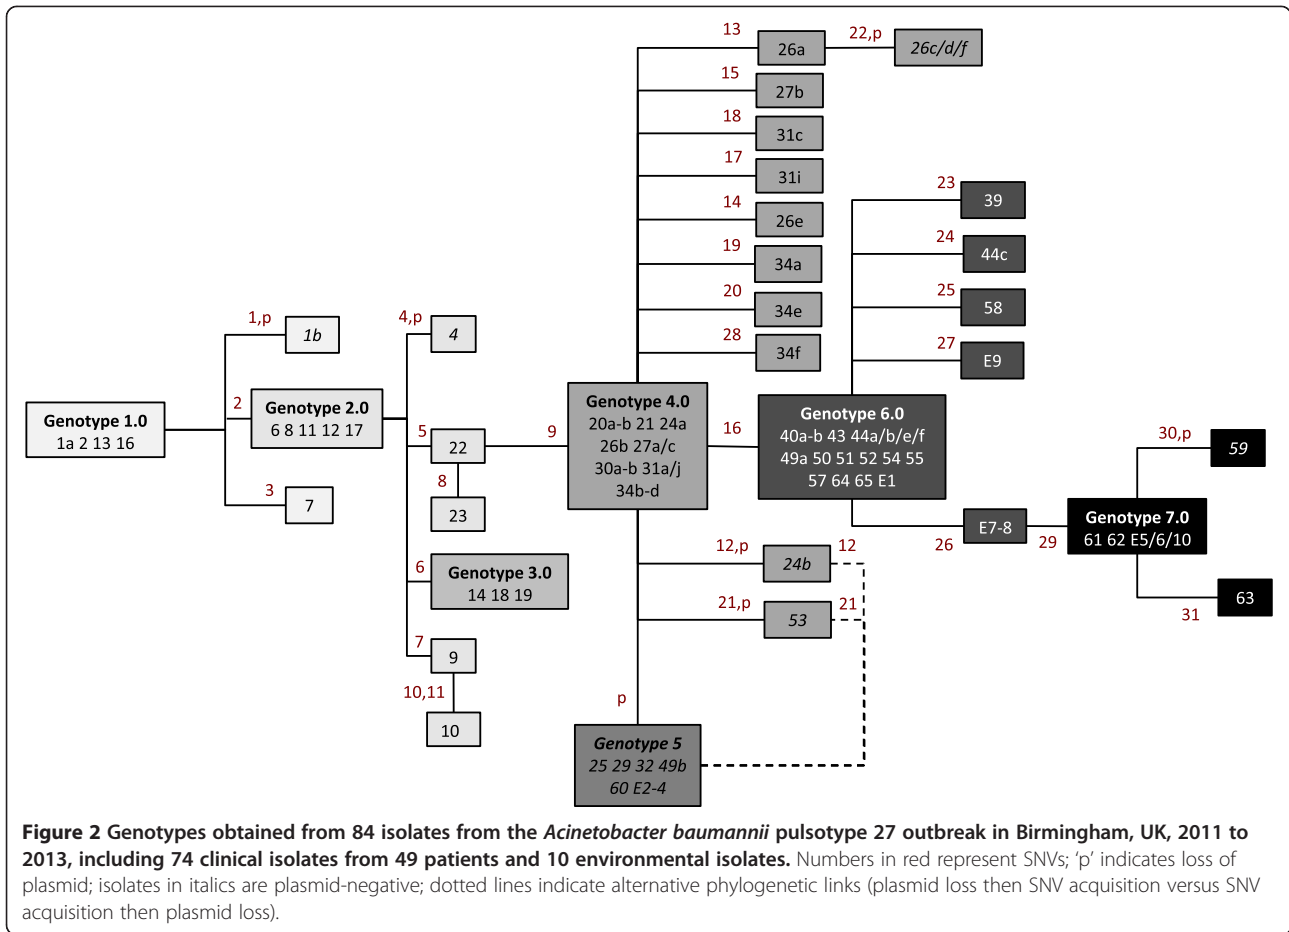 13
26a
22,p
26c/d/f
15
27b
18
31c
17
31i
14
26e
19
34a
20
34e
28
34f
23
39
24
44c
25
58
27
E9
1,p
1b
4,p
4
Genotype 1.0
1a 2 13 16
2
Genotype 2.0
6 8 11 12 17
3
7
5
22
8
23
9
6
Genotype 3.0
14 18 19
7
9
10,11
10
Genotype 4.0
20a-b 21 24a
26b 27a/c
30a-b 31a/j
34b-d
16
Genotype 6.0
40a-b 43 44a/b/e/f
49a 50 51 52 54 55
57 64 65 E1
26
E7-8
29
30,p
59
Genotype 7.0
61 62 E5/6/10
31
63
12,p
24b
12
21,p
53
21
p
Genotype 5
25 29 32 49b
60 E2-4
Figure 2 Genotypes obtained from 84 isolates from the Acinetobacter baumannii pulsotype 27 outbreak in Birmingham, UK, 2011 to
2013, including 74 clinical isolates from 49 patients and 10 environmental isolates. Numbers in red represent SNVs; ‘p’ indicates loss of
plasmid; isolates in italics are plasmid-negative; dotted lines indicate alternative phylogenetic links (plasmid loss then SNV acquisition versus SNV
acquisition then plasmid loss).